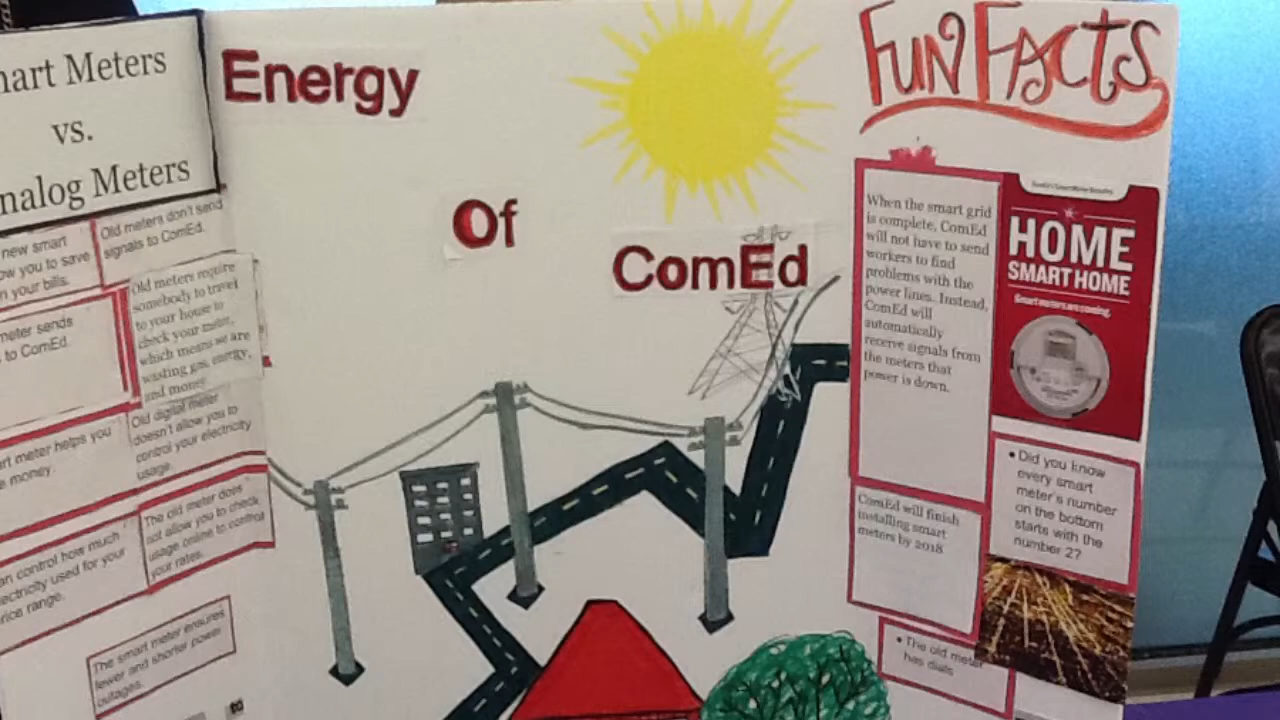 mart Meters
vs.
nalog Meters
new smart
ow you to save
n your bills.
Old meters don't send
signals to ComEd.
meter sends
to ComEd.
Old meters require
somebody to travel
to your house to
check your meter,
which means we are
wasting gas, energy,
and money.
rt meter helps you
e money.
Old digital meter
doesn't allow you to
control your electricity
usage.
an control how much
ectricity used for your
rice range.
The old meter does
not allow you to check
usage online to control
your rates.
The smart meter ensures
fewer and shorter power
outages.
Energy
Of
ComEd
FUN FACTS
When the smart grid
is complete, ComEd
will not have to send
workers to find
problems with the
power lines. Instead,
ComEd will
automatically
receive signals from
the meters that
power is down.
HOME
SMART HOME
Smart meters are coming.
ComEd will finish
installing smart
meters by 2018
• Did you know
every smart
meter's number
on the bottom
starts with the
number 2?
• The old meter
has dials